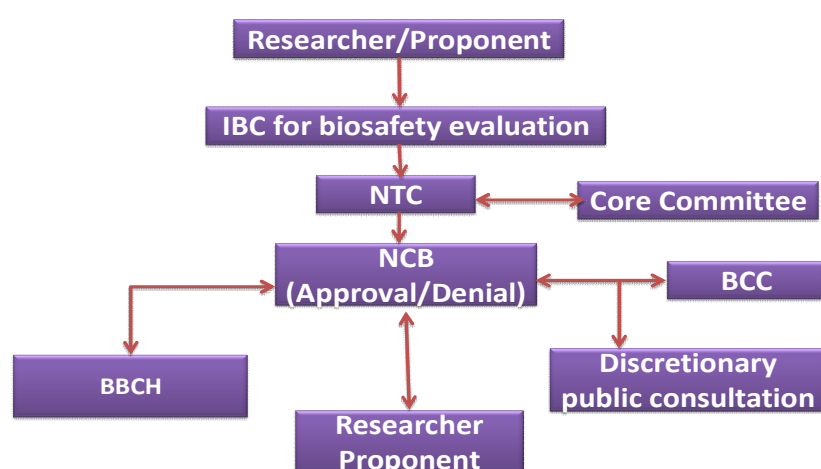 Researcher/Proponent
IBC for biosafety evaluation
NTC
Core Committee
NCB
(Approval/Denial)
BCC
BBCH
Discretionary
public consultation
Researcher
Proponent